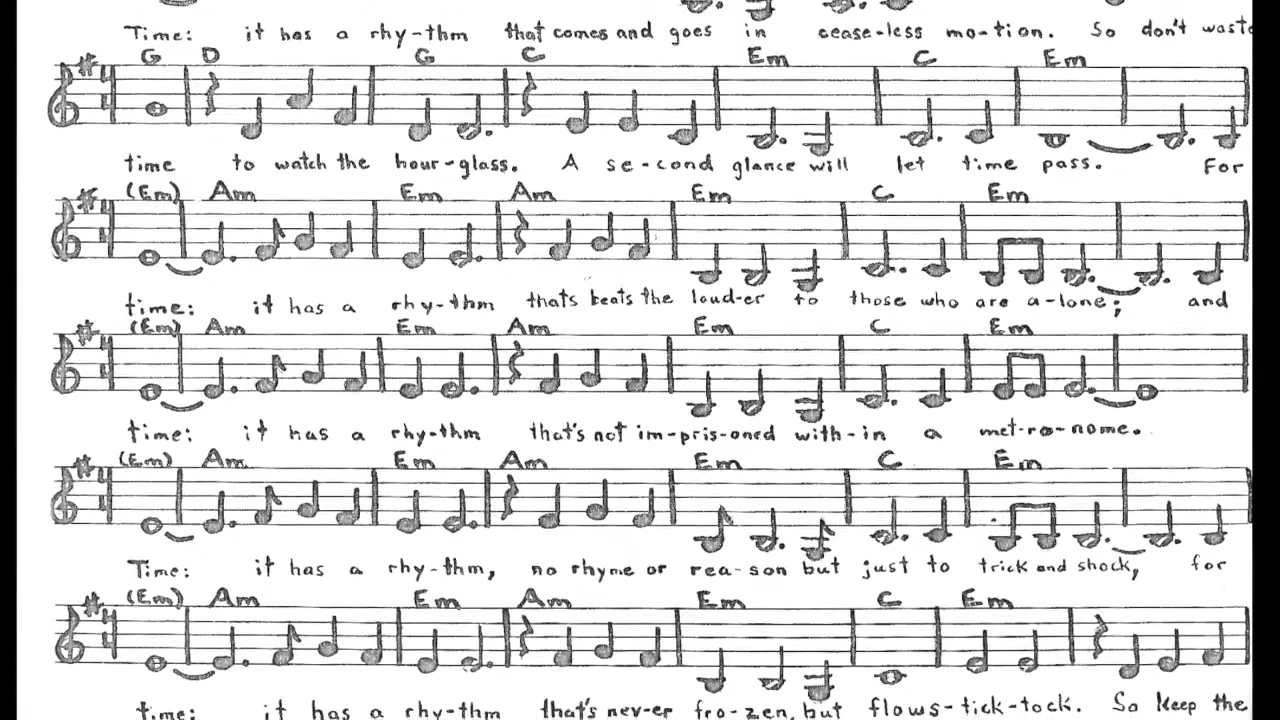 Time: it has a rhy-thm that comes and goes in cease-less mo-tion. So don't waste
G D G C Em C Em
time to watch the hour-glass. A se-cond glance will let time pass. For
(Em) Am Em Am Em C Em
time: it has a rhy-thm thats beats the loud-er to those who are a-lone; and
(Em) Am Em Am Em C Em
time: it has a rhy-thm that's not im-pris-oned with-in a met-ro-nome.
(Em) Am Em Am Em C Em
Time: it has a rhy-thm, no rhyme or rea-son but just to trick and shock, for
(Em) Am Em Am Em C Em
time: it has a rhy-thm that's nev-er fro-zen, but flows-tick-tock. So keep the